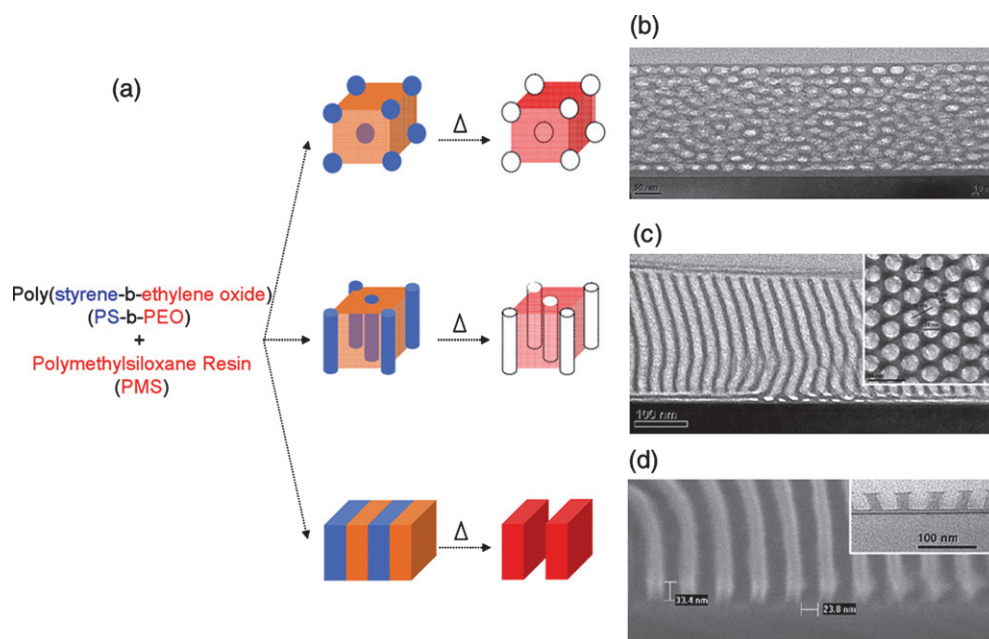 (a)
Poly(styrene-b-ethylene oxide)
(PS-b-PEO)
+
Polymethylsiloxane Resin
(PMS)
Δ
Δ
Δ
(b)
50 nm
(c)
100 nm
(d)
100 nm
33.4 nm
23.8 nm